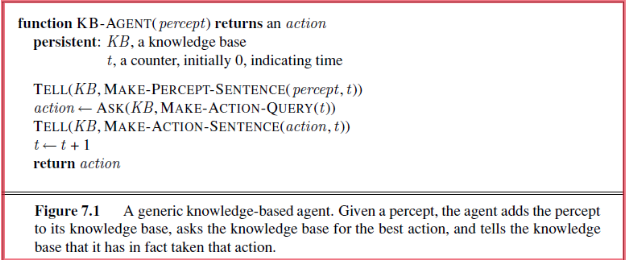 function KB-AGENT(percept) returns an action
persistent: KB, a knowledge base
t, a counter, initially 0, indicating time
TELL(KB, MAKE-PERCEPT-SENTENCE(percept, t))
action ← ASK(KB, MAKE-ACTION-QUERY(t))
TELL(KB, MAKE-ACTION-SENTENCE(action, t))
t ← t + 1
return action
Figure 7.1 A generic knowledge-based agent. Given a percept, the agent adds the percept
to its knowledge base, asks the knowledge base for the best action, and tells the knowledge
base that it has in fact taken that action.